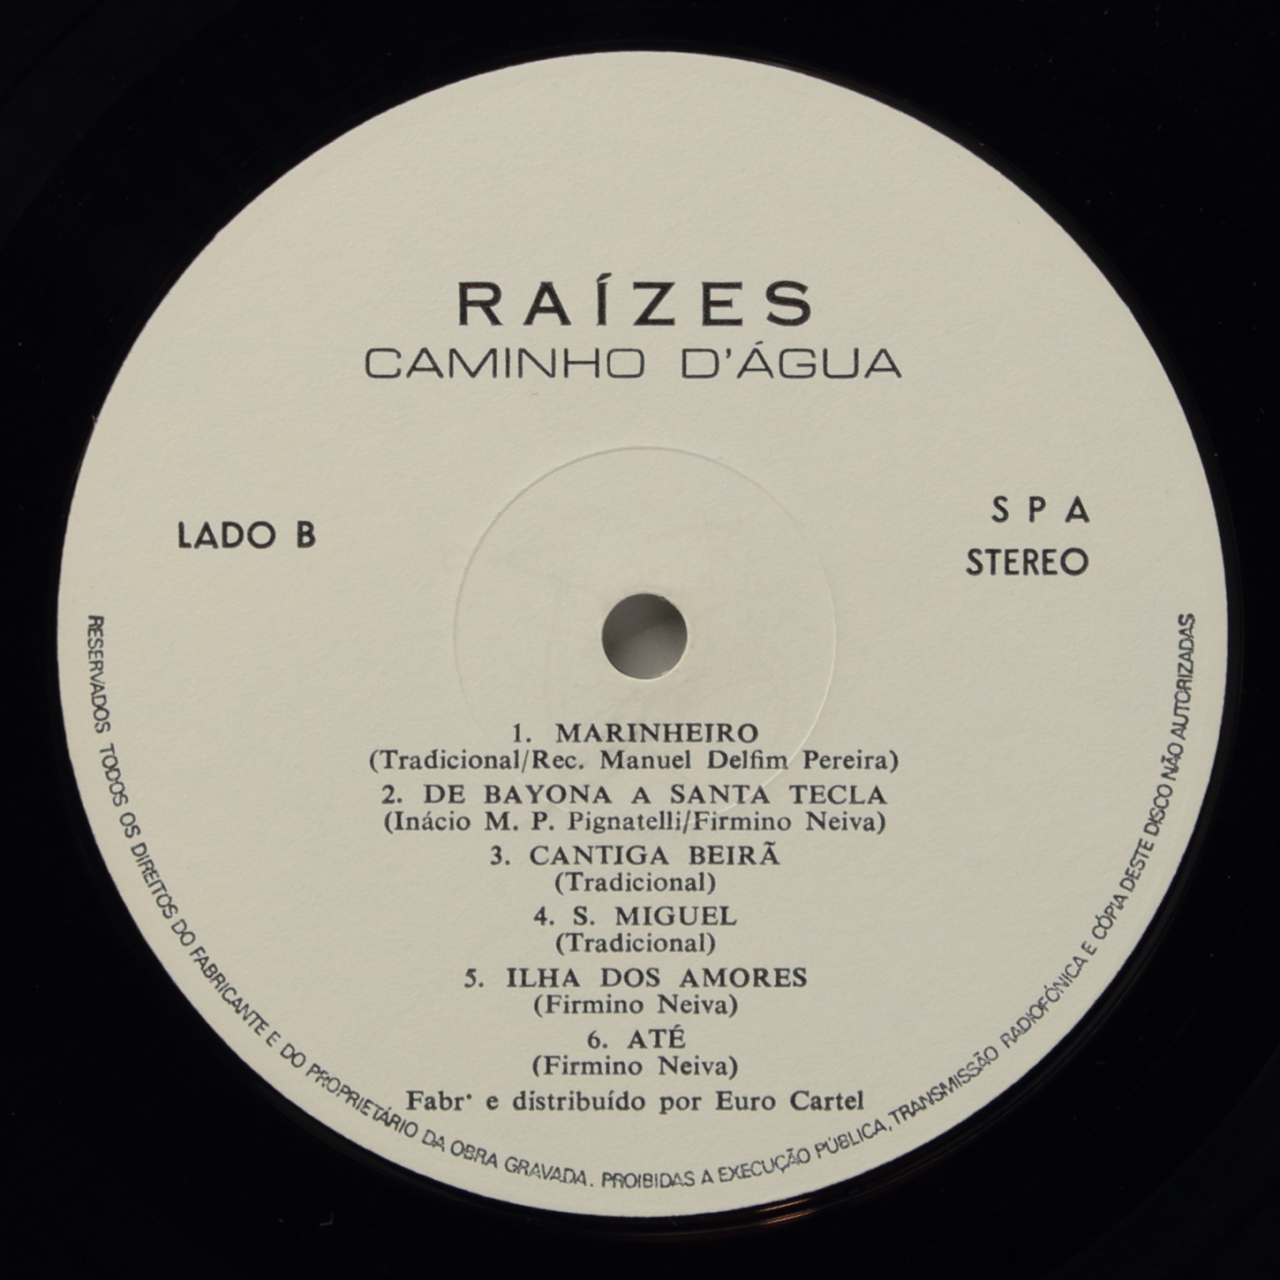 RAÍZES
CAMINHO D'ÁGUA
LADO B
S P A
STEREO
1. MARINHEIRO
(Tradicional/Rec. Manuel Delfim Pereira)
2. DE BAYONA A SANTA TECLA
(Inácio M. P. Pignatelli/Firmino Neiva)
3. CANTIGA BEIRÃ
(Tradicional)
4. S. MIGUEL
(Tradicional)
5. ILHA DOS AMORES
(Firmino Neiva)
6. ATÉ
(Firmino Neiva)
Fabr· e distribuído por Euro Cartel
RESERVADOS TODOS OS DIREITOS DO FABRICANTE E DO PROPRIETÁRIO DA OBRA GRAVADA. PROIBIDAS A EXECUÇÃO PÚBLICA, TRANSMISSÃO RADIOFÓNICA E CÓPIA DESTE DISCO NÃO AUTORIZADAS